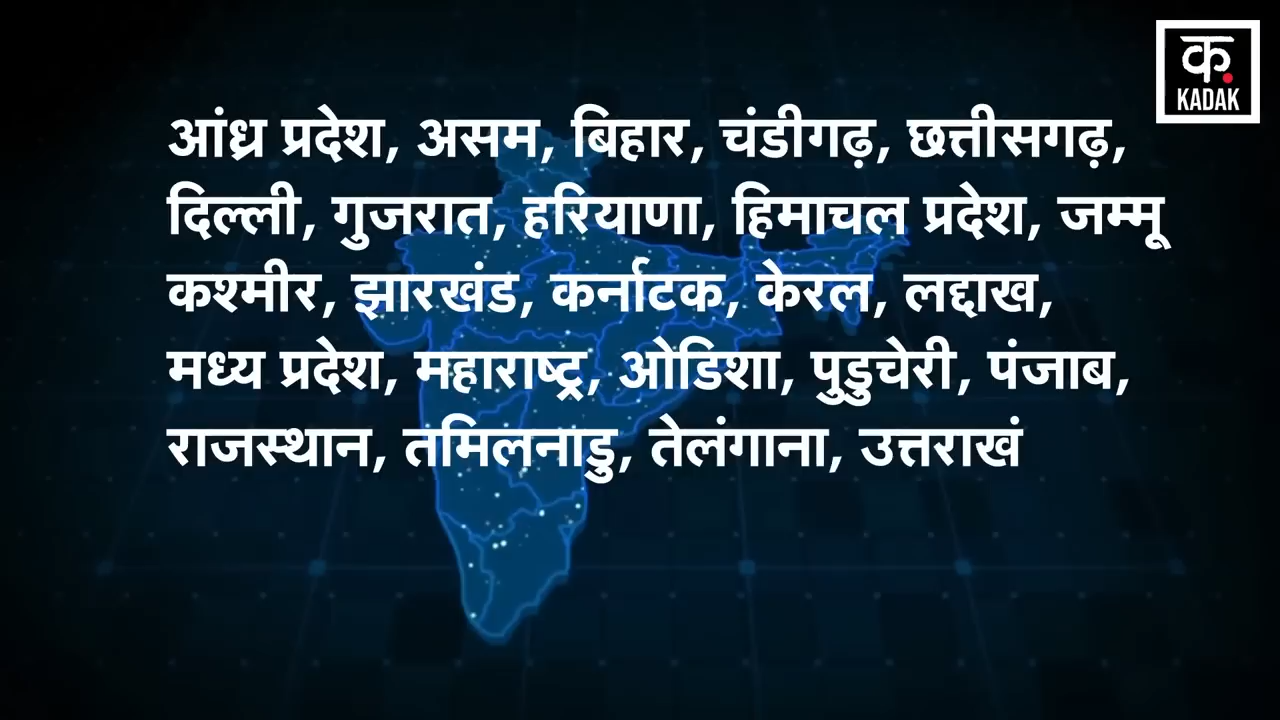 क
KADAK
आंध्र प्रदेश, असम, बिहार, चंडीगढ़, छत्तीसगढ़,
दिल्ली, गुजरात, हरियाणा, हिमाचल प्रदेश, जम्मू
कश्मीर, झारखंड, कर्नाटक, केरल, लद्दाख,
मध्य प्रदेश, महाराष्ट्र, ओडिशा, पुडुचेरी, पंजाब,
राजस्थान, तमिलनाडु, तेलंगाना, उत्तराखं